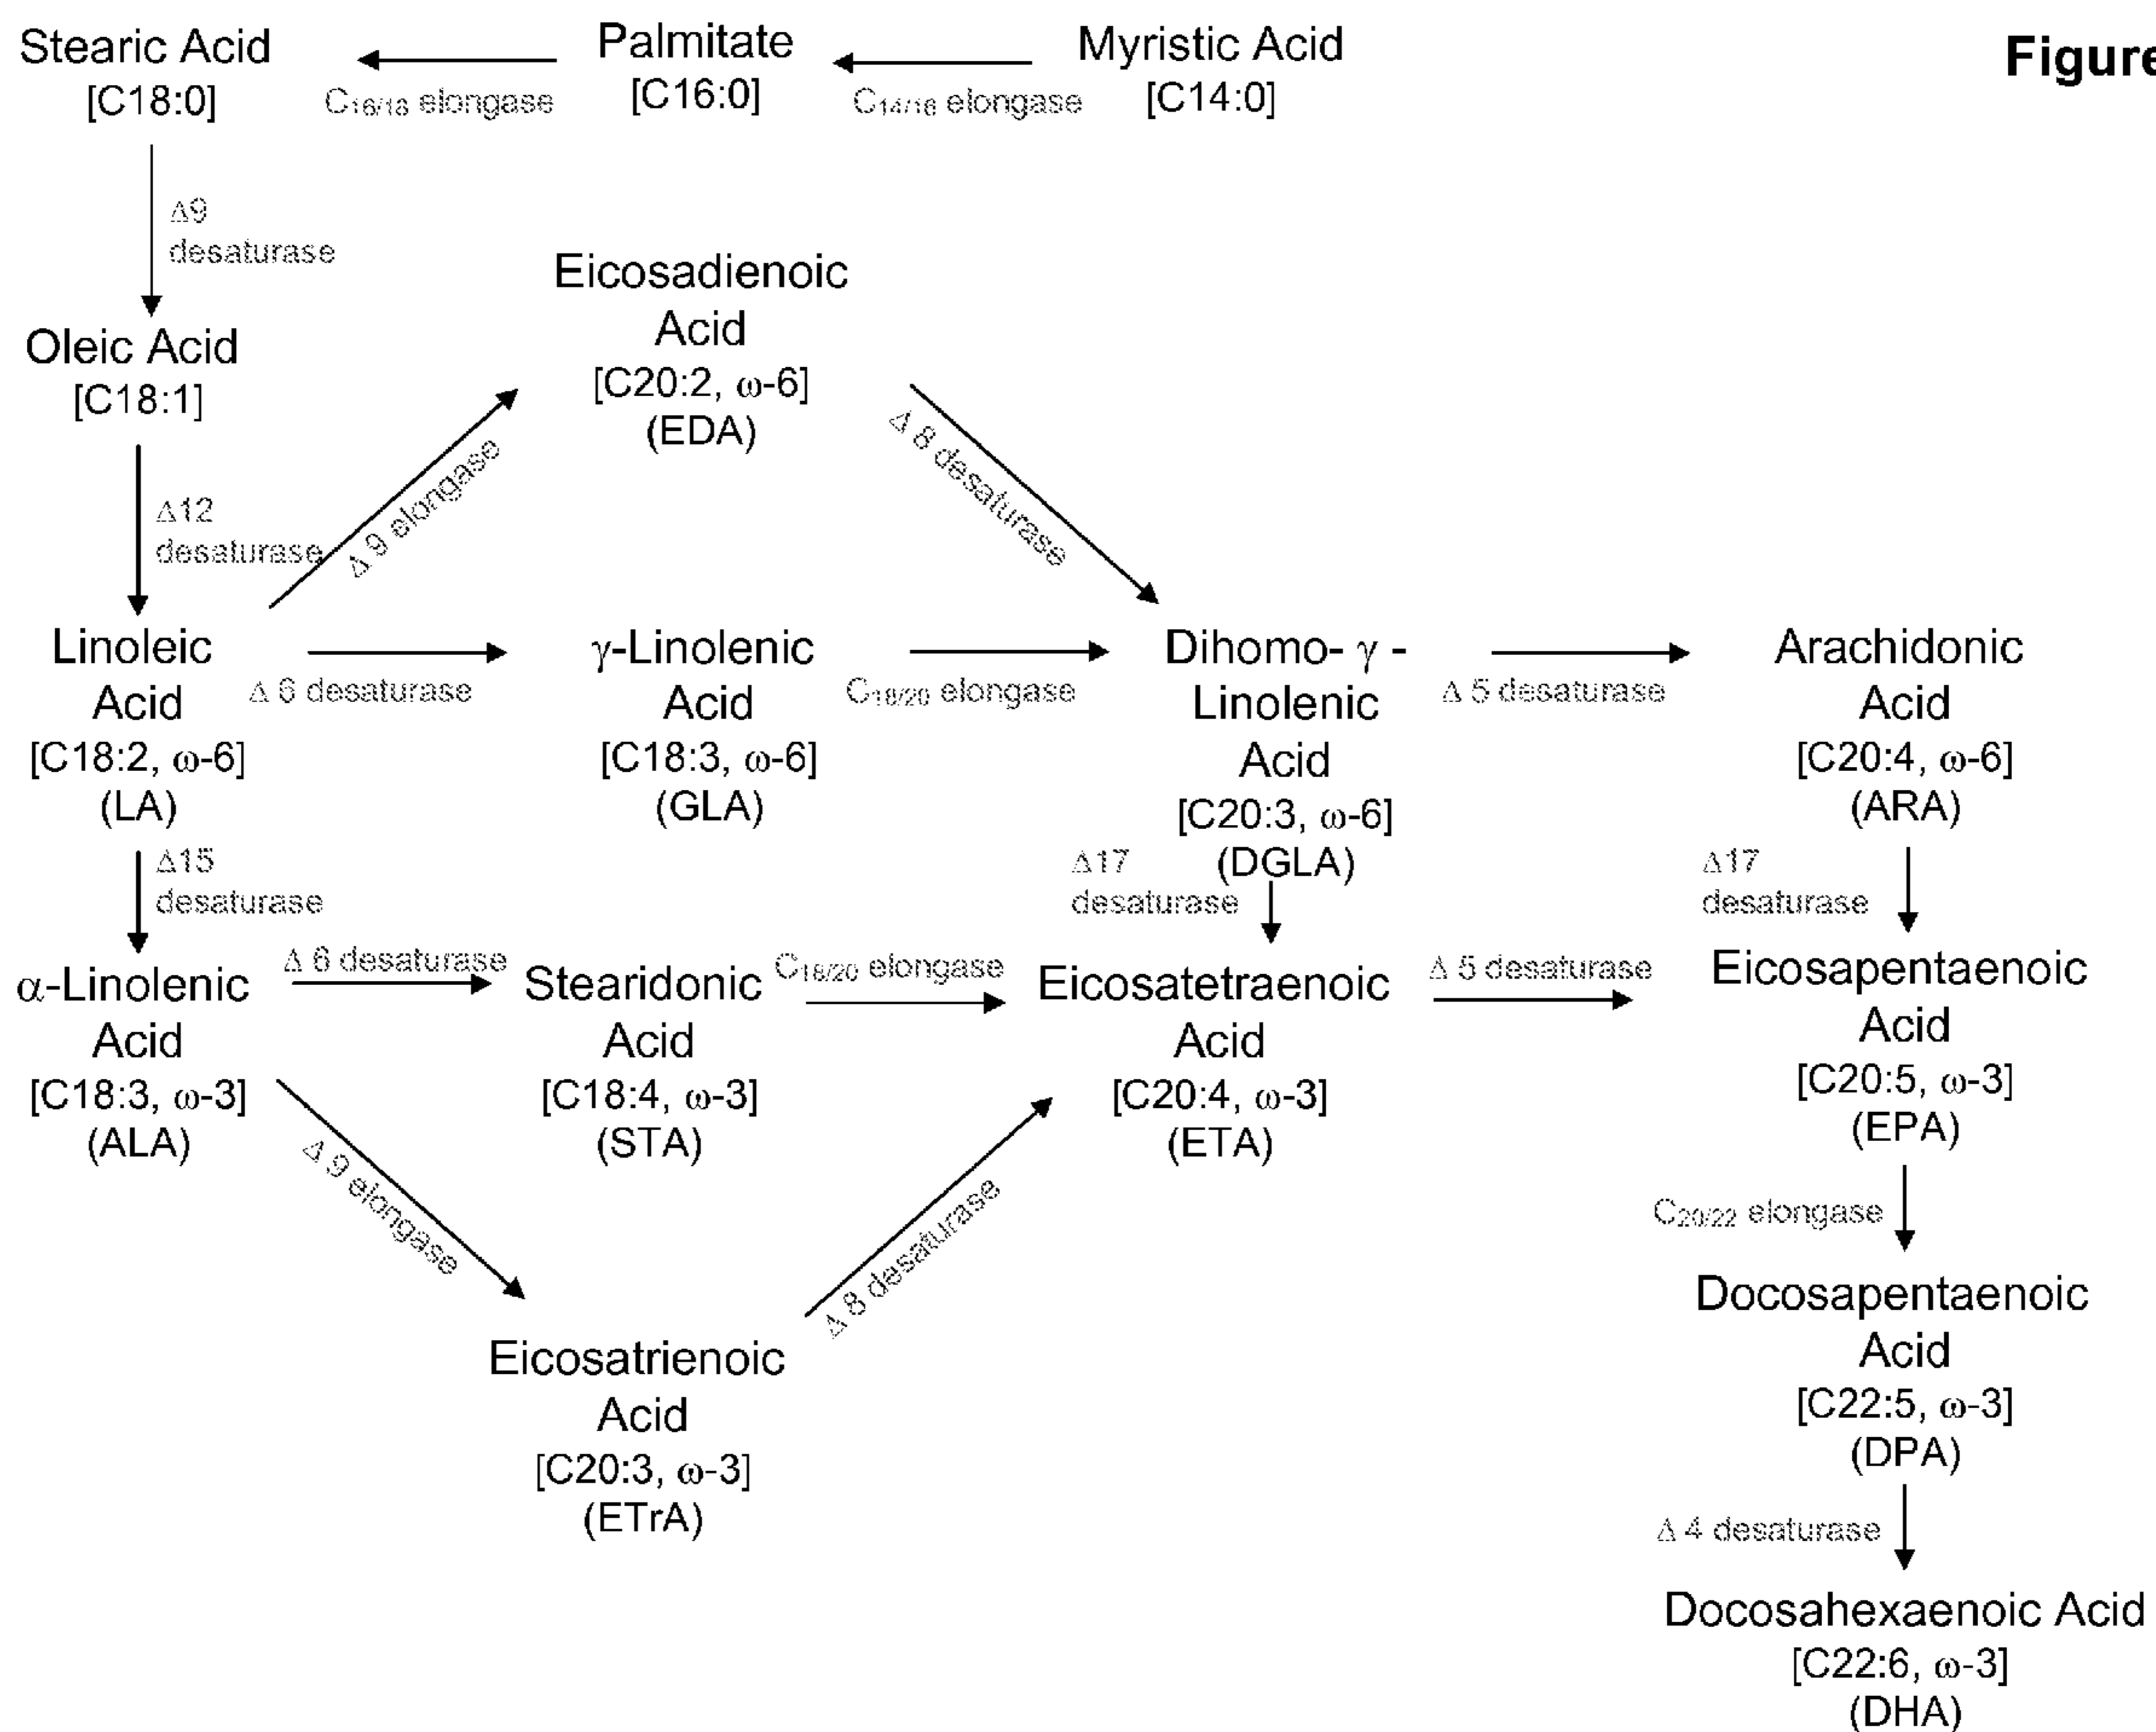 Figure
Stearic Acid
[C18:0]
C16/18 elongase
Palmitate
[C16:0]
C14/16 elongase
Myristic Acid
[C14:0]
Δ9
desaturase
Oleic Acid
[C18:1]
Δ12
desaturase
Eicosadienoic
Acid
[C20:2, ω-6]
(EDA)
Δ 9 elongase
Δ 8 desaturase
Linoleic
Acid
[C18:2, ω-6]
(LA)
Δ 6 desaturase
γ-Linolenic
Acid
[C18:3, ω-6]
(GLA)
C18/20 elongase
Dihomo- γ -
Linolenic
Acid
[C20:3, ω-6]
(DGLA)
Δ 5 desaturase
Arachidonic
Acid
[C20:4, ω-6]
(ARA)
Δ15
desaturase
Δ17
desaturase
Δ17
desaturase
α-Linolenic
Acid
[C18:3, ω-3]
(ALA)
Δ 6 desaturase
Stearidonic
Acid
[C18:4, ω-3]
(STA)
C18/20 elongase
Eicosatetraenoic
Acid
[C20:4, ω-3]
(ETA)
Δ 5 desaturase
Eicosapentaenoic
Acid
[C20:5, ω-3]
(EPA)
Δ 9 elongase
Δ 8 desaturase
Eicosatrienoic
Acid
[C20:3, ω-3]
(ETrA)
C20/22 elongase
Docosapentaenoic
Acid
[C22:5, ω-3]
(DPA)
Δ 4 desaturase
Docosahexaenoic Acid
[C22:6, ω-3]
(DHA)